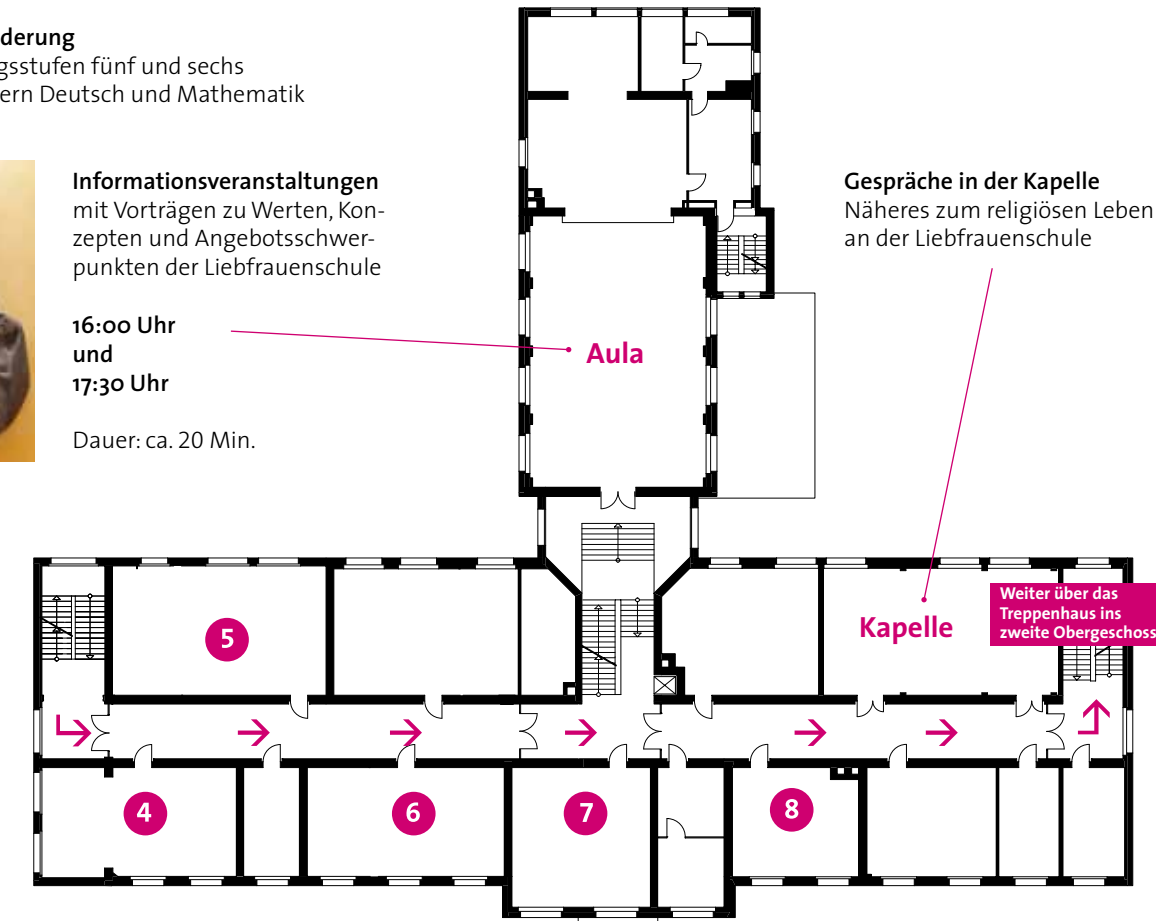 derung
gsstufen fünf und sechs
ern Deutsch und Mathematik
Informationsveranstaltungen
mit Vorträgen zu Werten, Kon-
zepten und Angebotsschwer-
punkten der Liebfrauenschule
16:00 Uhr
und
17:30 Uhr
Dauer: ca. 20 Min.
Gespräche in der Kapelle
Näheres zum religiösen Leben
an der Liebfrauenschule
Aula
Kapelle
Weiter über das
Treppenhaus ins
zweite Obergeschoss
5
4
6
7
8